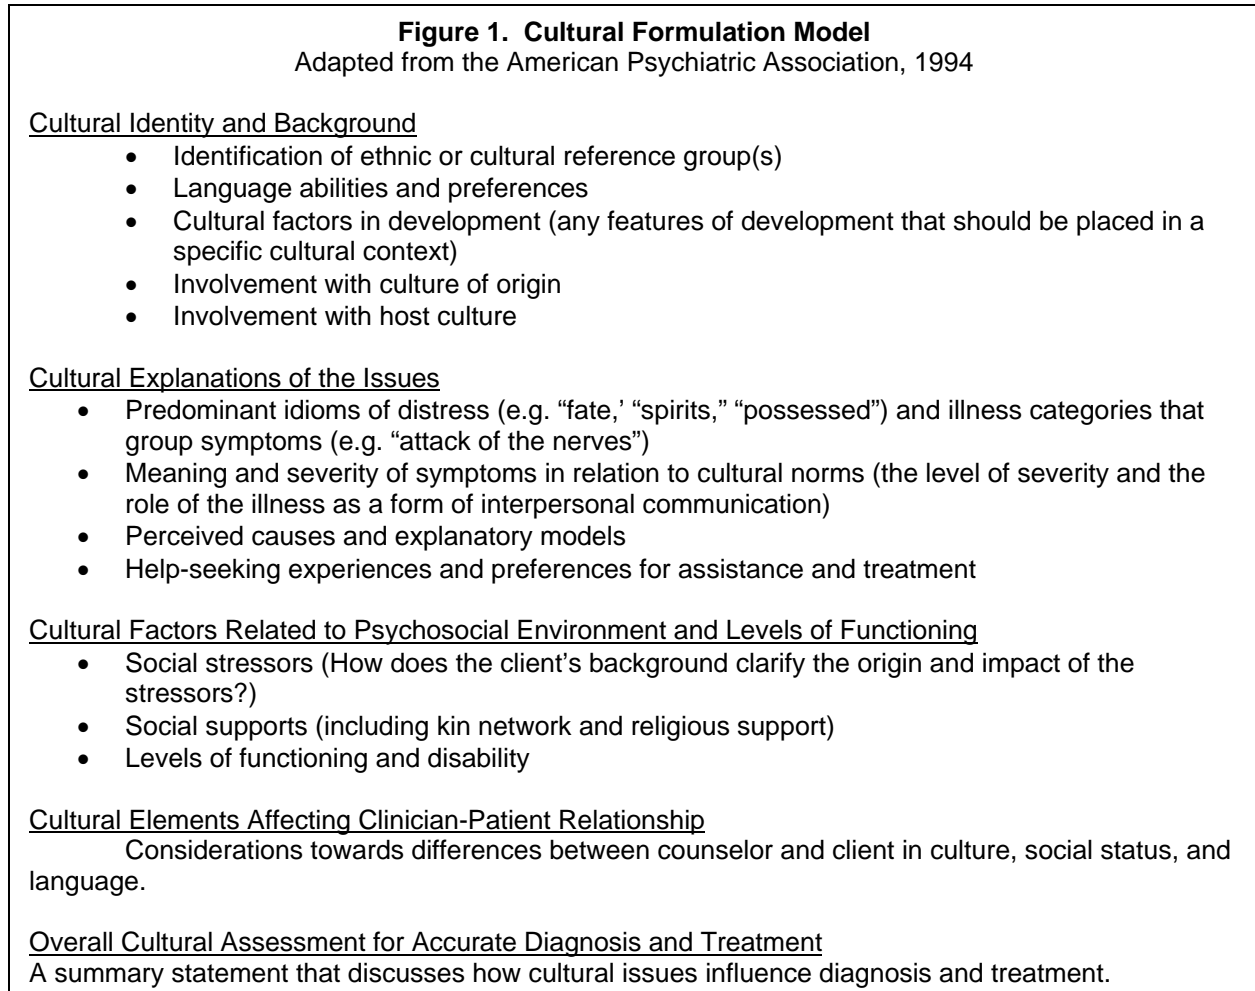 Figure 1.  Cultural Formulation Model
Adapted from the American Psychiatric Association, 1994
Cultural Identity and Background
• Identification of ethnic or cultural reference group(s)
• Language abilities and preferences
• Cultural factors in development (any features of development that should be placed in a
specific cultural context)
• Involvement with culture of origin
• Involvement with host culture
Cultural Explanations of the Issues
• Predominant idioms of distress (e.g. “fate,’ “spirits,” “possessed”) and illness categories that
group symptoms (e.g. “attack of the nerves”)
• Meaning and severity of symptoms in relation to cultural norms (the level of severity and the
role of the illness as a form of interpersonal communication)
• Perceived causes and explanatory models
• Help-seeking experiences and preferences for assistance and treatment
Cultural Factors Related to Psychosocial Environment and Levels of Functioning
• Social stressors (How does the client’s background clarify the origin and impact of the
stressors?)
• Social supports (including kin network and religious support)
• Levels of functioning and disability
Cultural Elements Affecting Clinician-Patient Relationship
Considerations towards differences between counselor and client in culture, social status, and
language.
Overall Cultural Assessment for Accurate Diagnosis and Treatment
A summary statement that discusses how cultural issues influence diagnosis and treatment.